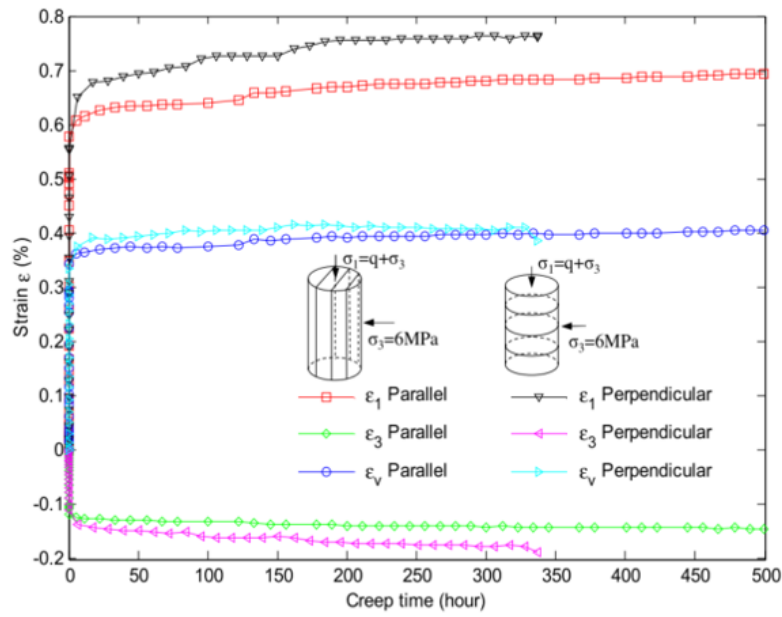 0.8
0.7
0.6
0.5
0.4
0.3
0.2
0.1
0
-0.1
-0.2
Strain ε (%)
σ₁=q+σ₃
σ₃=6MPa
σ₁=q+σ₃
σ₃=6MPa
ε₁ Parallel
ε₁ Perpendicular
ε₃ Parallel
ε₃ Perpendicular
εᵥ Parallel
εᵥ Perpendicular
0 50 100 150 200 250 300 350 400 450 500
Creep time (hour)